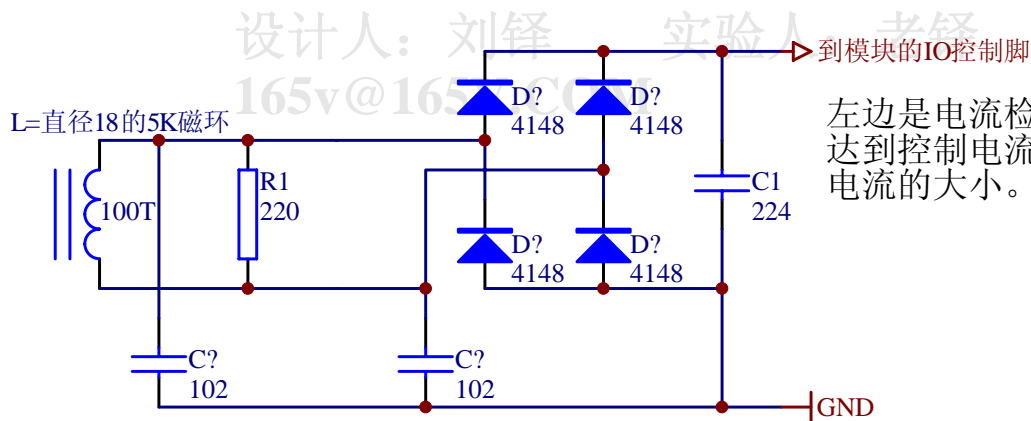 设计人：刘铎 实验人：老铎
165v@165V.COM
到模块的IO控制脚
D?
4148
D?
4148
L=直径18的5K磁环
左边是电流检
达到控制电流
电流的大小。
100T
R1
220
C1
224
D?
4148
D?
4148
C?
102
C?
102
GND